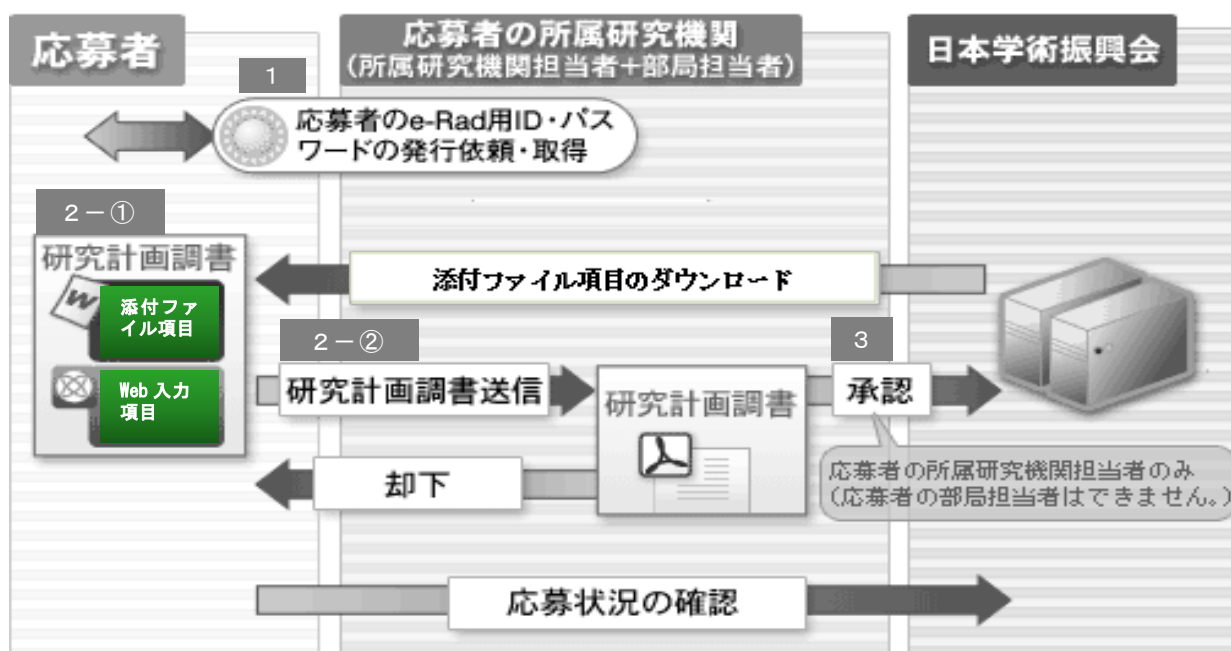 応募者
応募者の所属研究機関
(所属研究機関担当者+部局担当者)
日本学術振興会
1
応募者のe-Rad用ID・パス
ワードの発行依頼・取得
2-①
研究計画調書
W
添付ファ
イル項目
Web 入力
項目
添付ファイル項目のダウンロード
2-②
研究計画調書送信
研究計画調書
3
承認
応募者の所属研究機関担当者のみ
(応募者の部局担当者はできません。)
却下
応募状況の確認